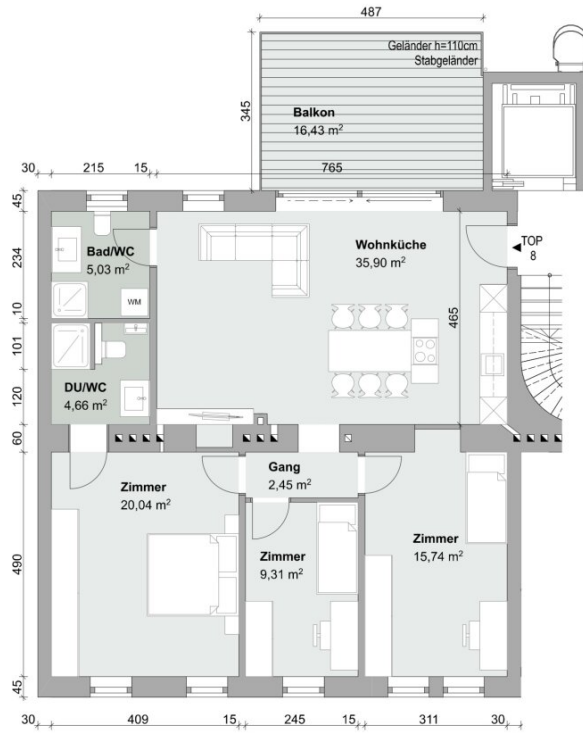 487
Geländer h=110cm
Stabgeländer
345
Balkon
16,43 m²
30
215
15
765
45
Bad/WC
5,03 m²
Wohnküche
35,90 m²
TOP
8
234
WM
465
10
101
DU/WC
4,66 m²
120
60
Gang
2,45 m²
Zimmer
20,04 m²
Zimmer
9,31 m²
Zimmer
15,74 m²
490
45
30
409
15
245
15
311
30